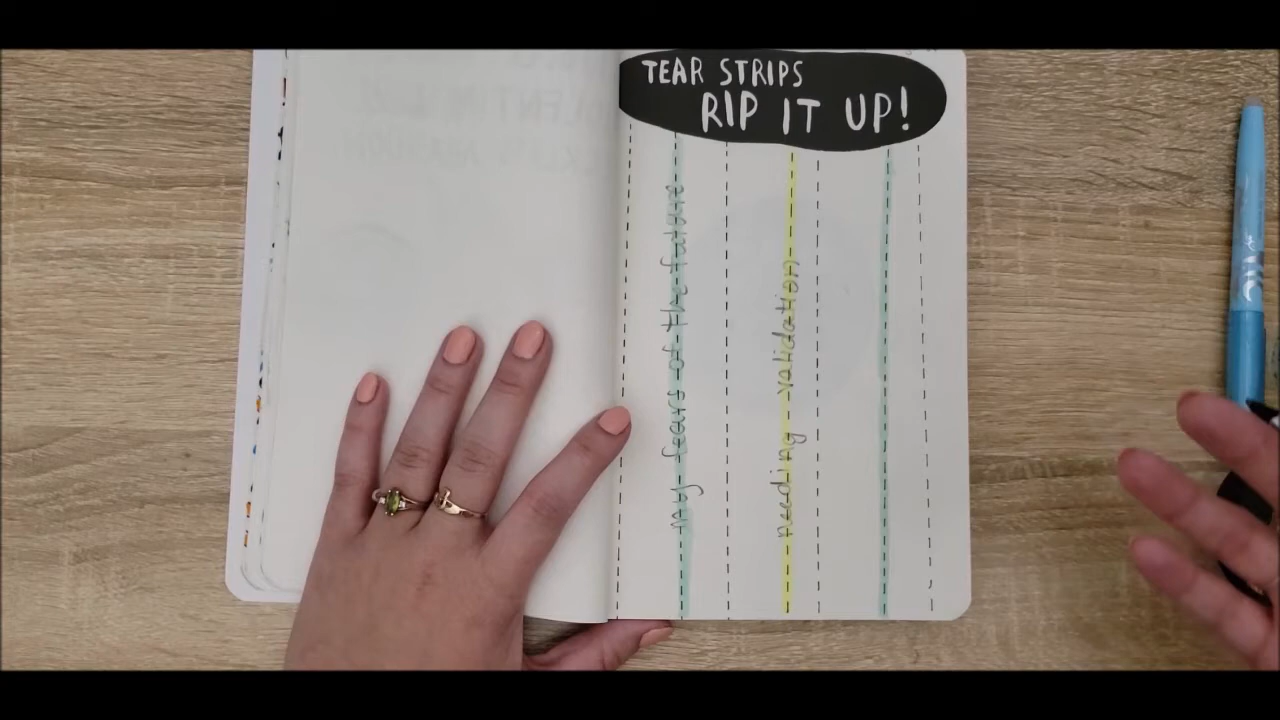 TEAR STRIPS
RIP IT UP!
my fears of the future
needing validation